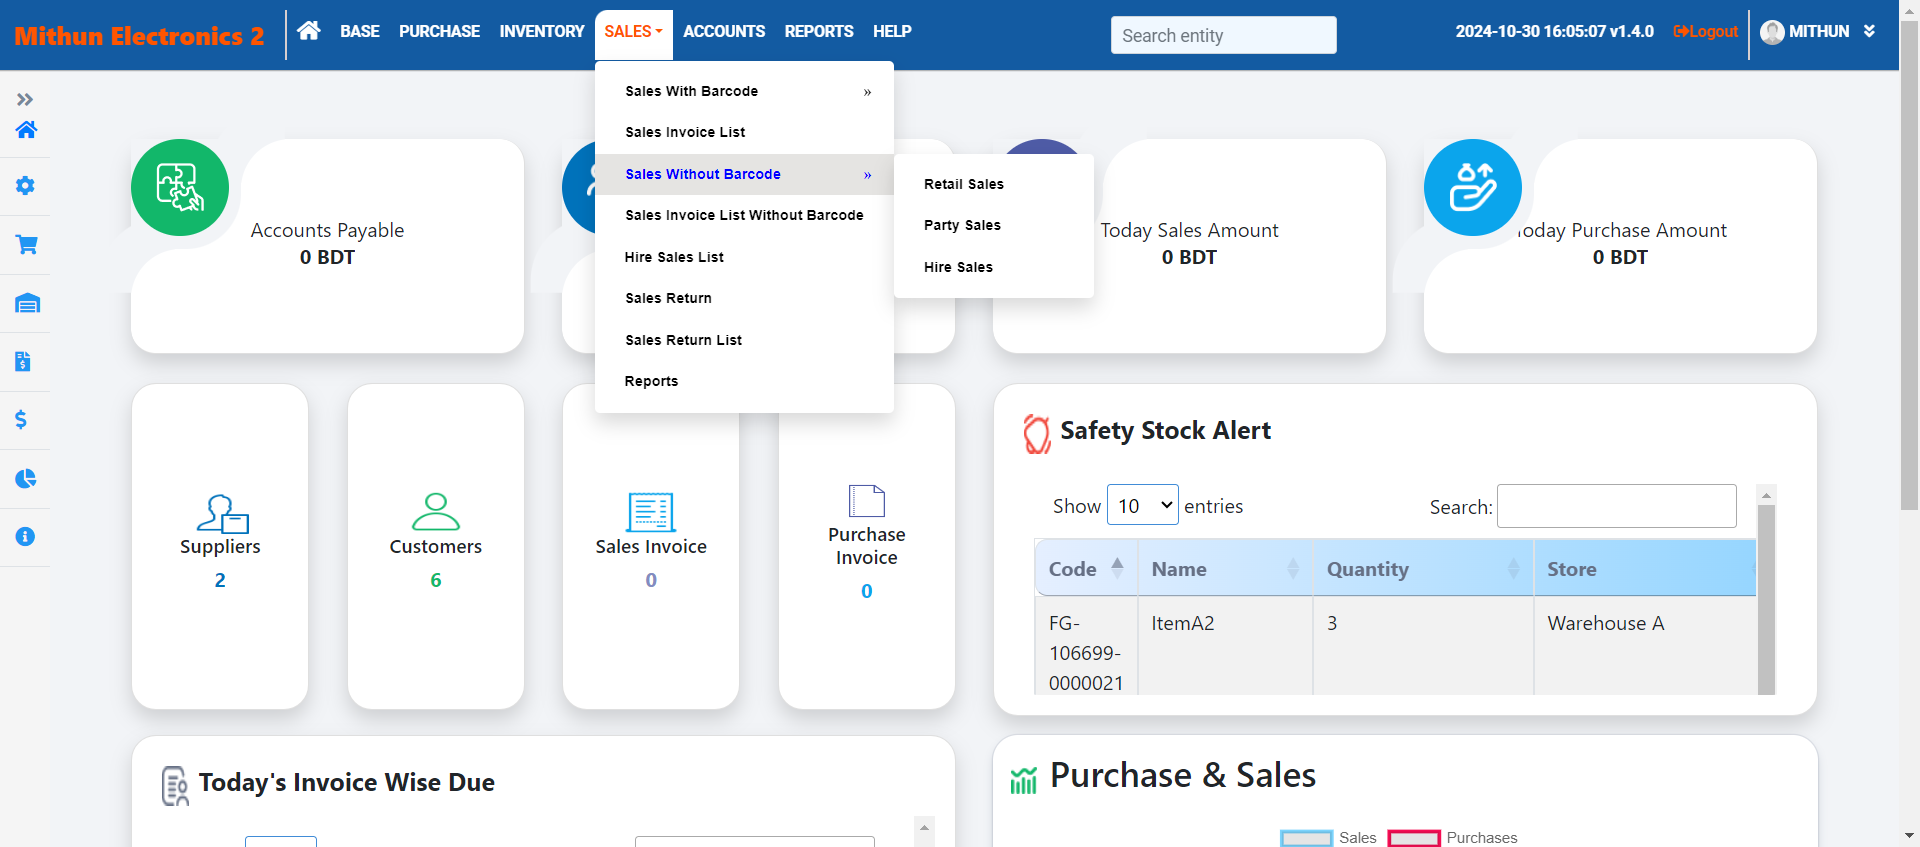 Mithun Electronics 2
BASE PURCHASE INVENTORY SALES ACCOUNTS REPORTS HELP
Search entity
2024-10-30 16:05:07 v1.4.0 Logout MITHUN
Sales With Barcode »
Sales Invoice List
Sales Without Barcode »
Sales Invoice List Without Barcode
Hire Sales List
Sales Return
Sales Return List
Reports
Retail Sales
Party Sales
Hire Sales
Accounts Payable
0 BDT
Today Sales Amount
0 BDT
Today Purchase Amount
0 BDT
Suppliers
2
Customers
6
Sales Invoice
0
Purchase
Invoice
0
Safety Stock Alert
Show 10 entries Search:
Code Name Quantity Store
FG- ItemA2 3 Warehouse A
106699-
0000021
Today's Invoice Wise Due
Purchase & Sales
Sales Purchases